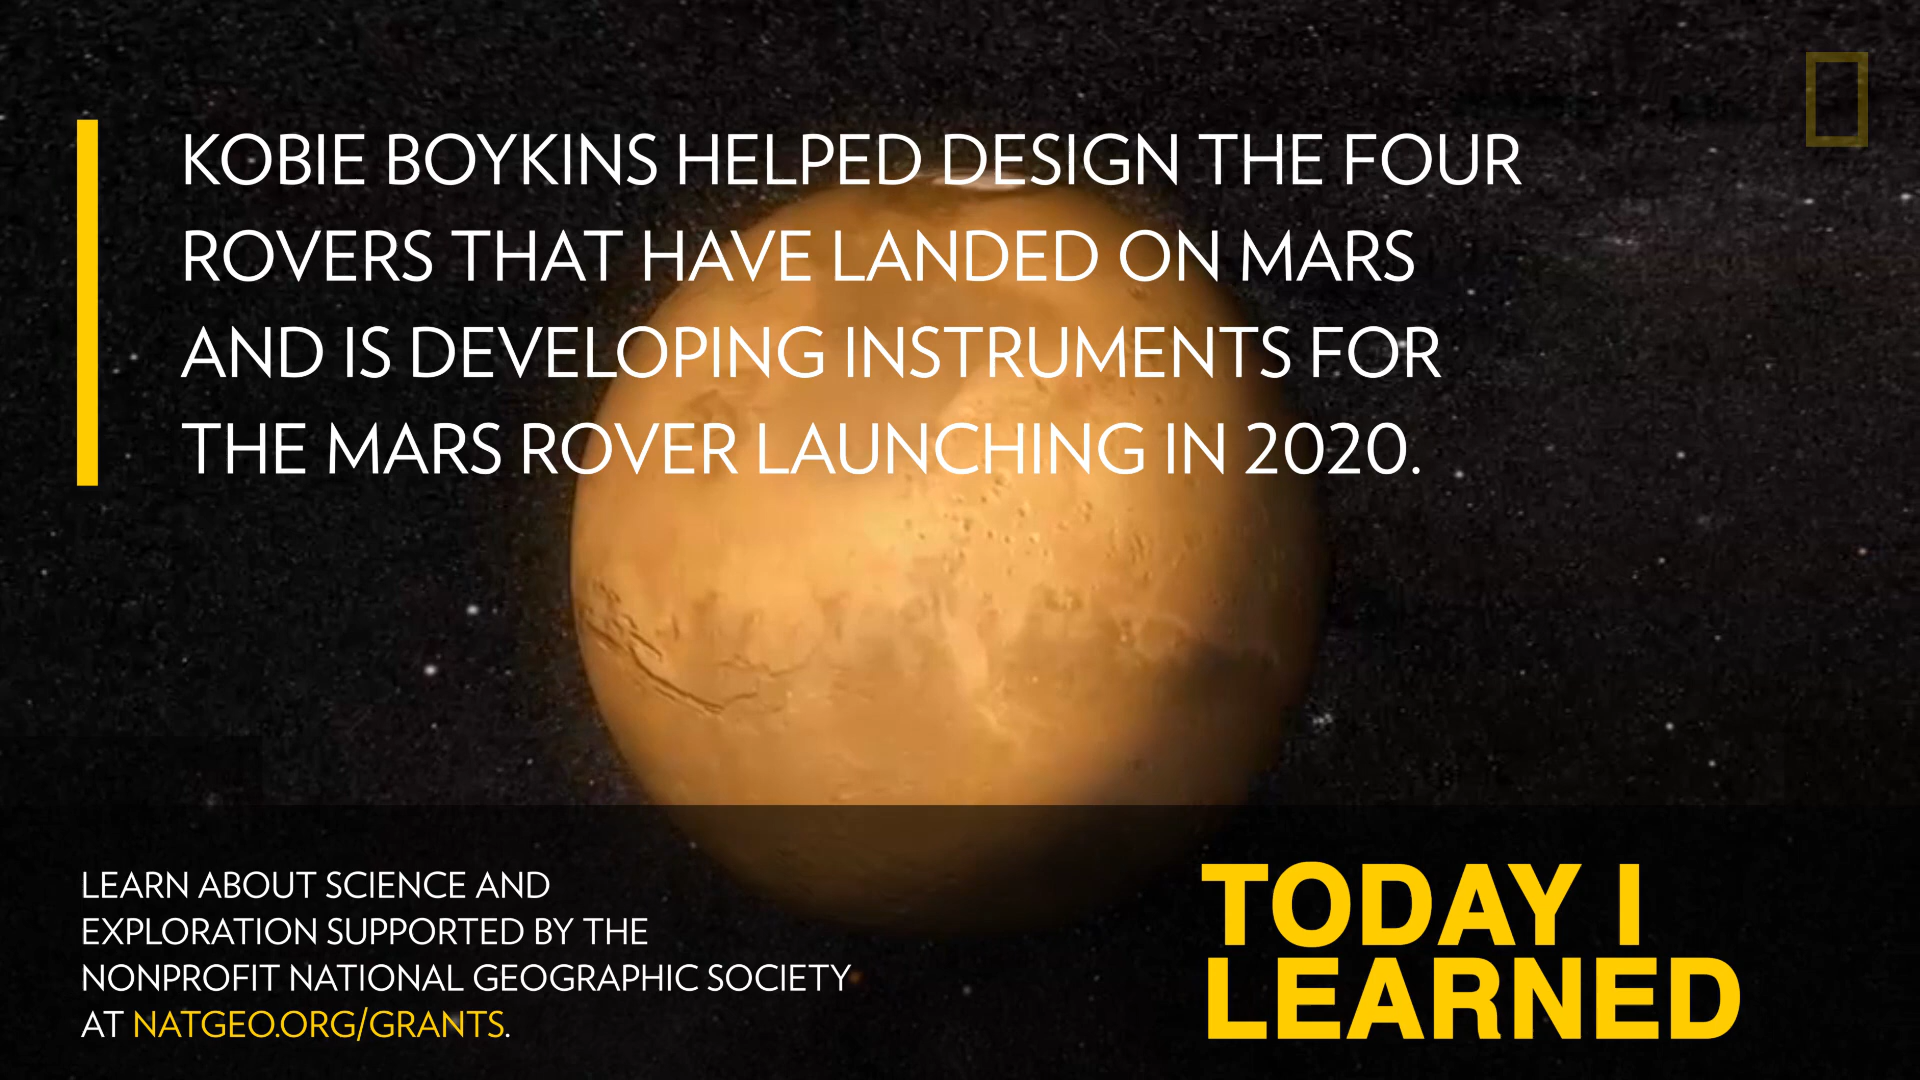 KOBIE BOYKINS HELPED DESIGN THE FOUR
ROVERS THAT HAVE LANDED ON MARS
AND IS DEVELOPING INSTRUMENTS FOR
THE MARS ROVER LAUNCHING IN 2020.
LEARN ABOUT SCIENCE AND
EXPLORATION SUPPORTED BY THE
NONPROFIT NATIONAL GEOGRAPHIC SOCIETY
AT NATGEO.ORG/GRANTS.
TODAY I
LEARNED